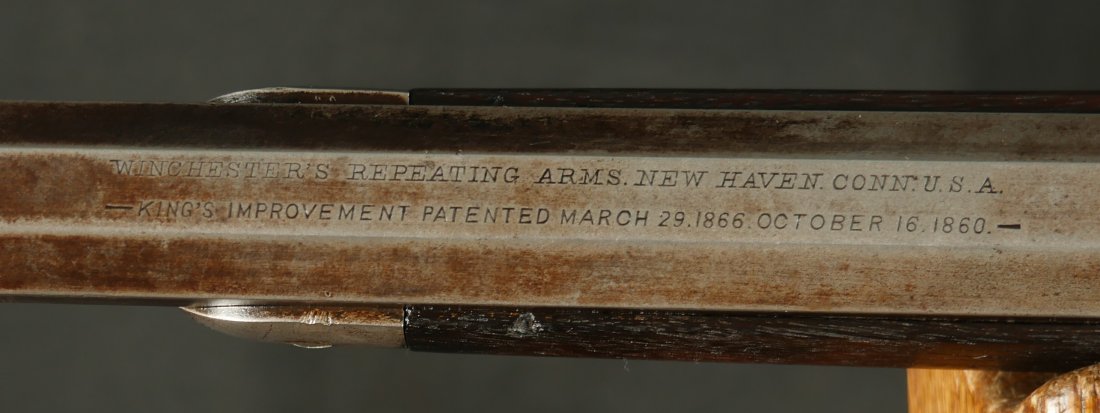 WINCHESTER'S REPEATING ARMS. NEW HAVEN. CONN. U.S.A.
—KING'S IMPROVEMENT PATENTED MARCH 29. 1866. OCTOBER 16. 1860.—